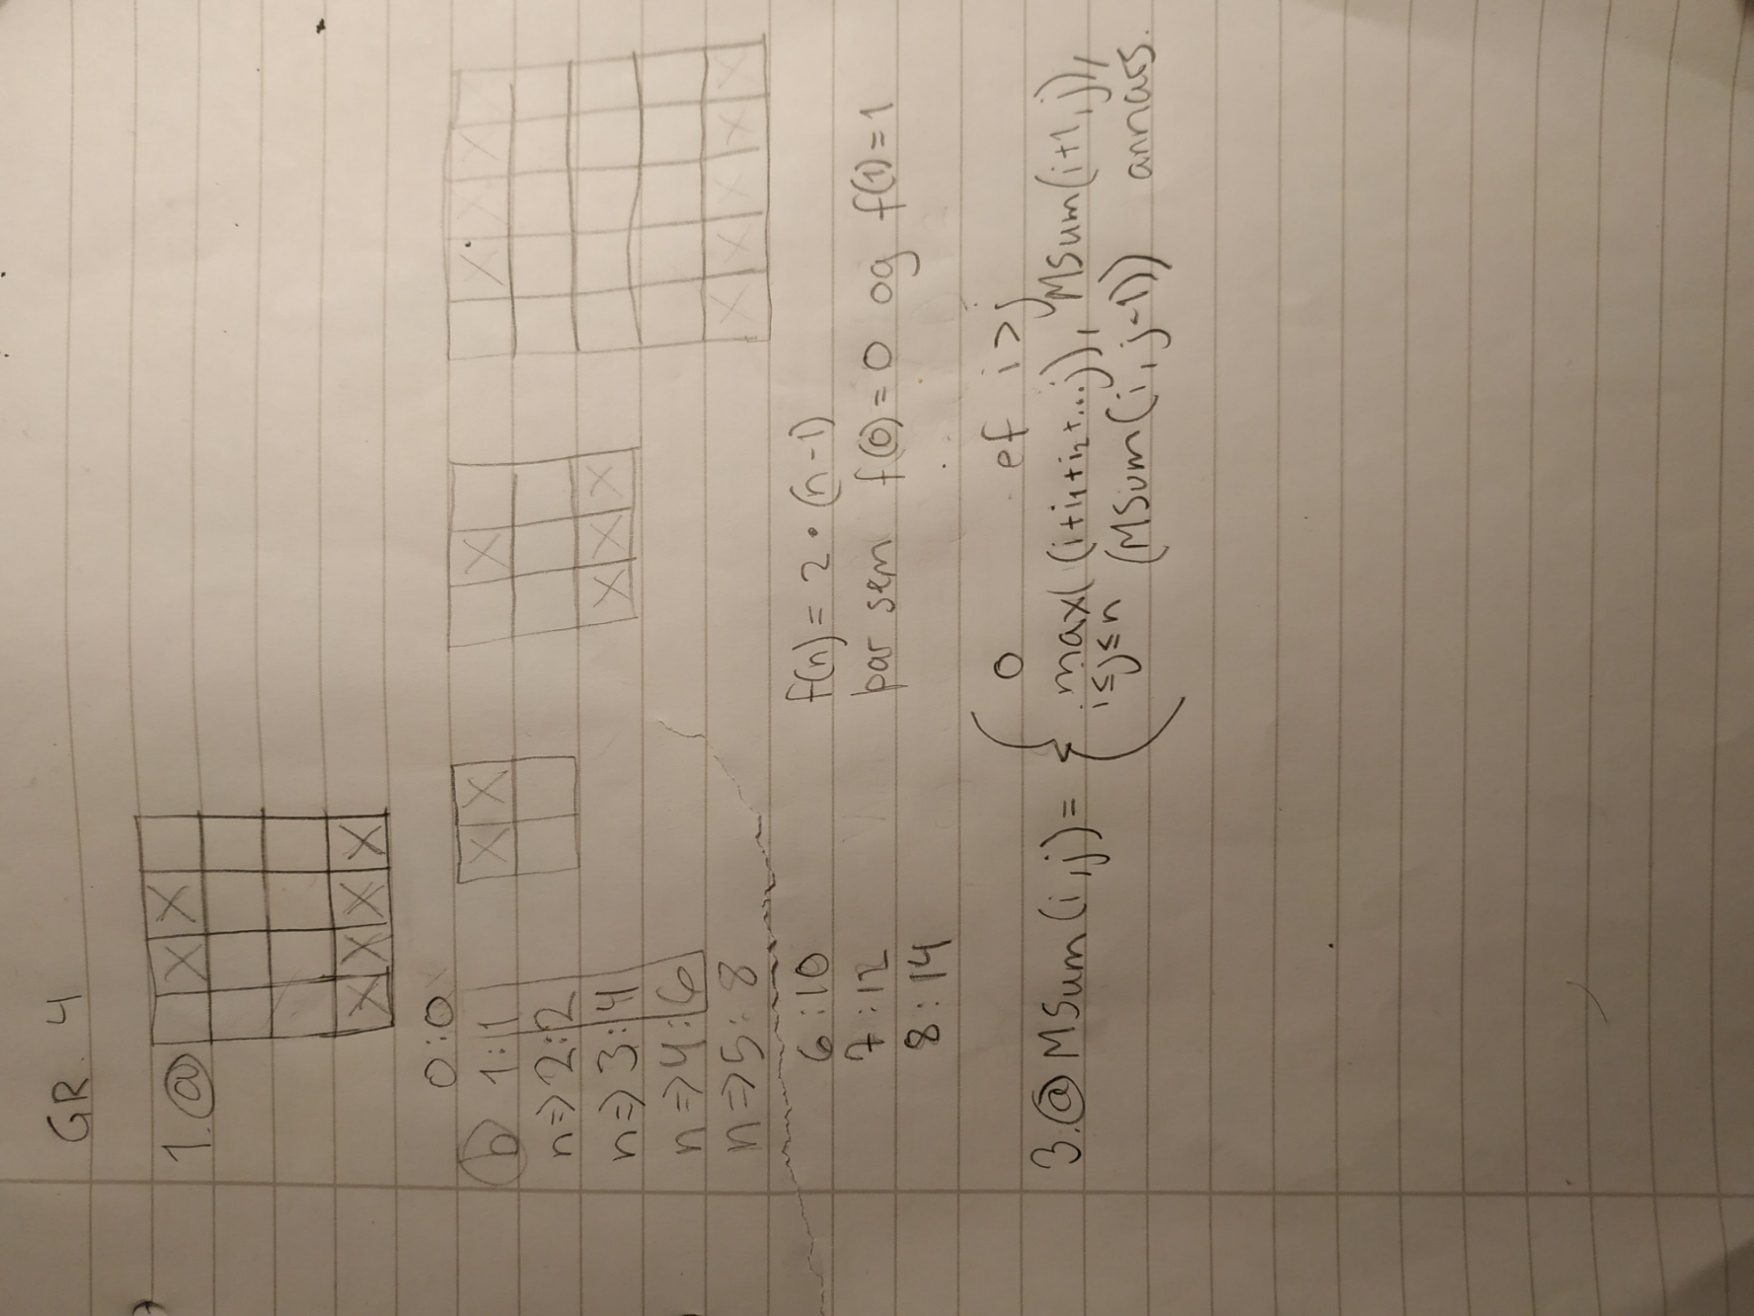 GR. 4
1. a
X X
X X X X
0:0
b 1:1
n=>2:2
n=>3:4
n=>4:6
n=>5:8
6:10
7:12
8:14
X X
X
X X X
X X X X
X X X X X
f(n) = 2 • (n-1)
þar sem f(0)=0 og f(1)=1
3. a MSum(i,j) = {
0 ef i>j
max((i+i1+i2+...j)), MSum(i+1,j),
i≤j≤n (MSum(i,j-1)) annars.